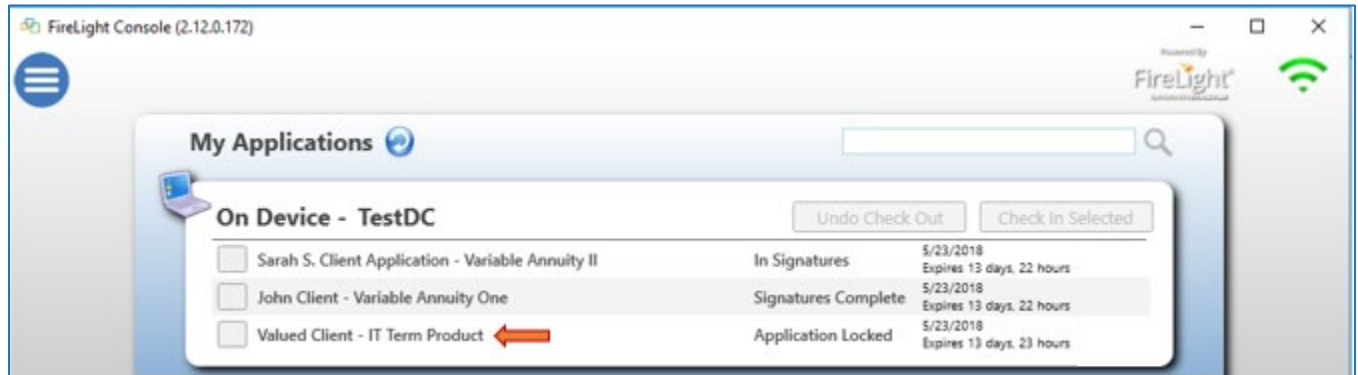 FireLight Console (2.12.0.172)
Powered By
FireLight®
My Applications
On Device - TestDC
Undo Check Out
Check In Selected
Sarah S. Client Application - Variable Annuity II In Signatures 5/23/2018
Expires 13 days, 22 hours
John Client - Variable Annuity One Signatures Complete 5/23/2018
Expires 13 days, 22 hours
Valued Client - IT Term Product Application Locked 5/23/2018
Expires 13 days, 23 hours